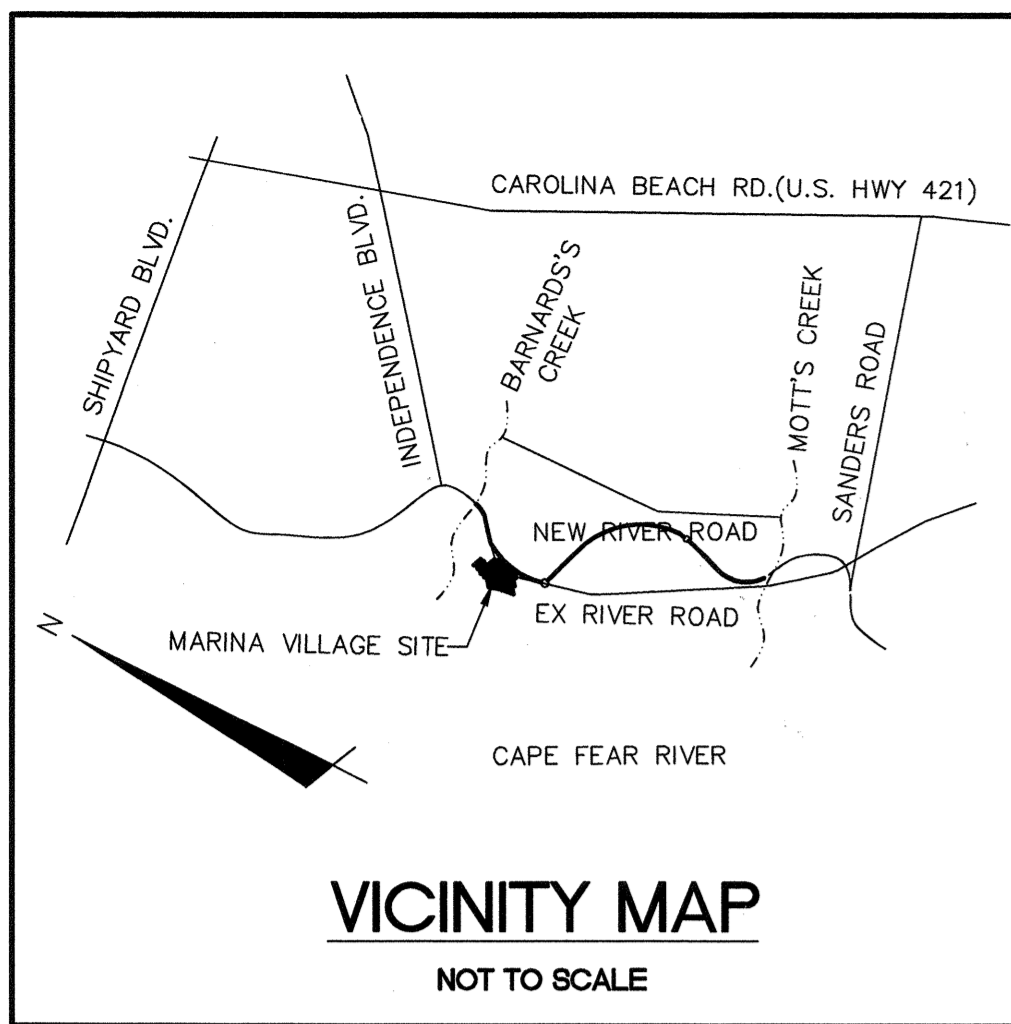 CAROLINA BEACH RD.(U.S. HWY 421)
SHIPYARD BLVD.
INDEPENDENCE BLVD.
BARNARDS'S
CREEK
MOTT'S CREEK
SANDERS ROAD
NEW RIVER ROAD
EX RIVER ROAD
N
MARINA VILLAGE SITE
CAPE FEAR RIVER
VICINITY MAP
NOT TO SCALE